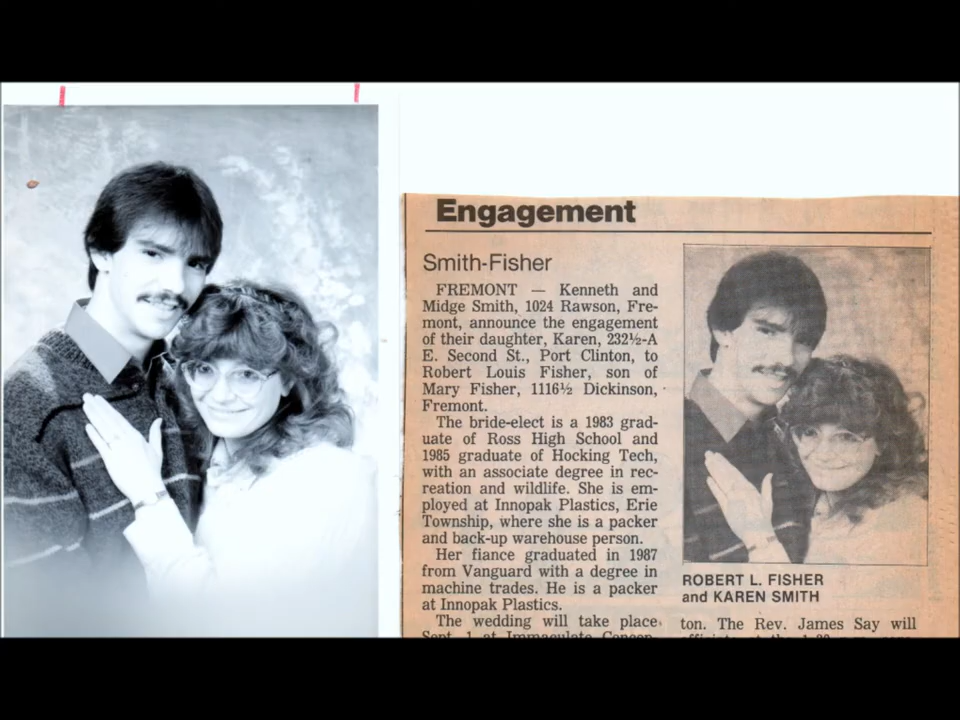 Engagement
Smith-Fisher
FREMONT — Kenneth and
Midge Smith, 1024 Rawson, Fre-
mont, announce the engagement
of their daughter, Karen, 232½-A
E. Second St., Port Clinton, to
Robert Louis Fisher, son of
Mary Fisher, 1116½ Dickinson,
Fremont.
The bride-elect is a 1983 grad-
uate of Ross High School and
1985 graduate of Hocking Tech,
with an associate degree in rec-
reation and wildlife. She is em-
ployed at Innopak Plastics, Erie
Township, where she is a packer
and back-up warehouse person.
Her fiance graduated in 1987
from Vanguard with a degree in
machine trades. He is a packer
at Innopak Plastics.
The wedding will take place
Sept. 1 at Immaculate Concep-
ROBERT L. FISHER
and KAREN SMITH
ton. The Rev. James Say will